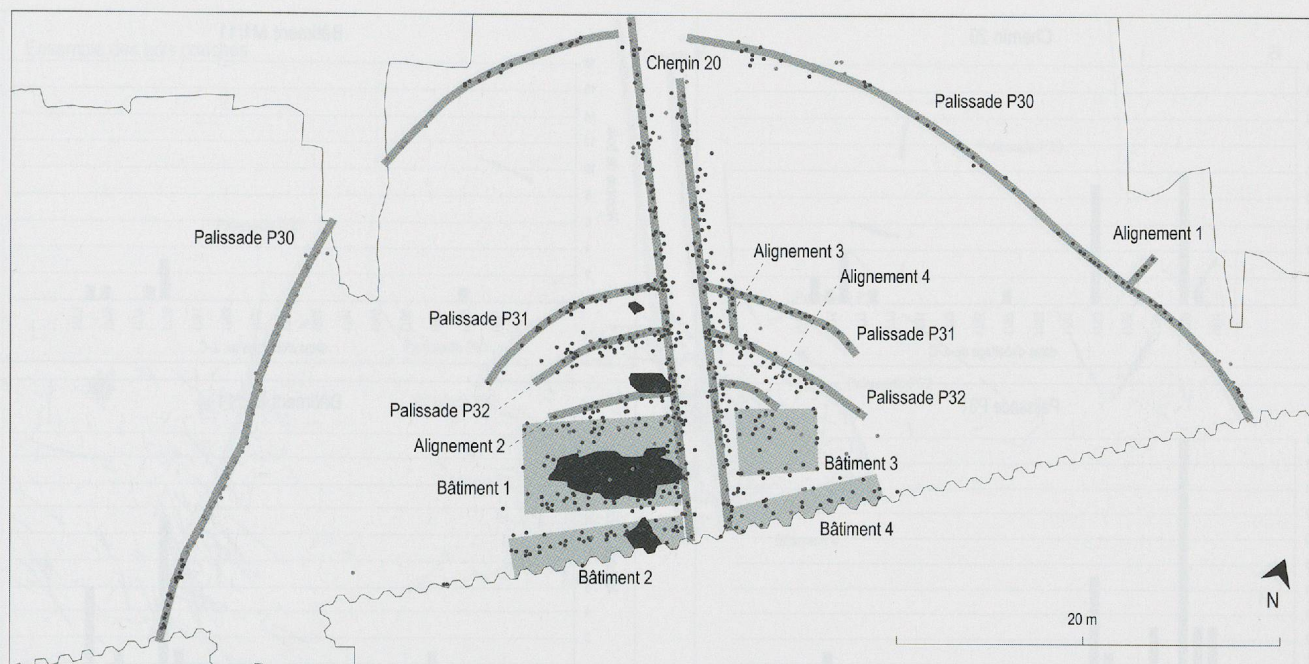 Chemin 20
Palissade P30
Palissade P30
Alignement 1
Alignement 3
Alignement 4
Palissade P31
Palissade P31
Palissade P32
Palissade P32
Alignement 2
Bâtiment 1
Bâtiment 3
Bâtiment 4
Bâtiment 2
20 m
N